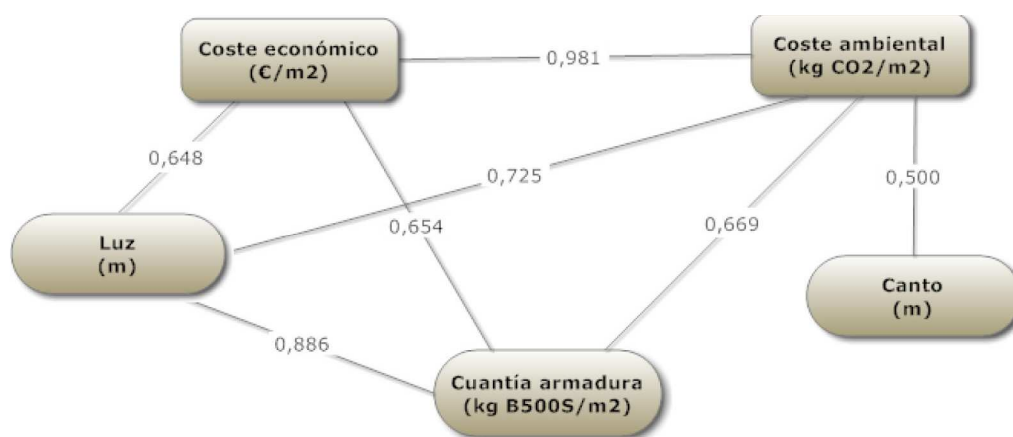 Coste económico
(€/m2)
0,981
Coste ambiental
(kg CO2/m2)
0,648
0,725
0,500
0,654
0,669
Luz
(m)
Canto
(m)
0,886
Cuantía armadura
(kg B500S/m2)